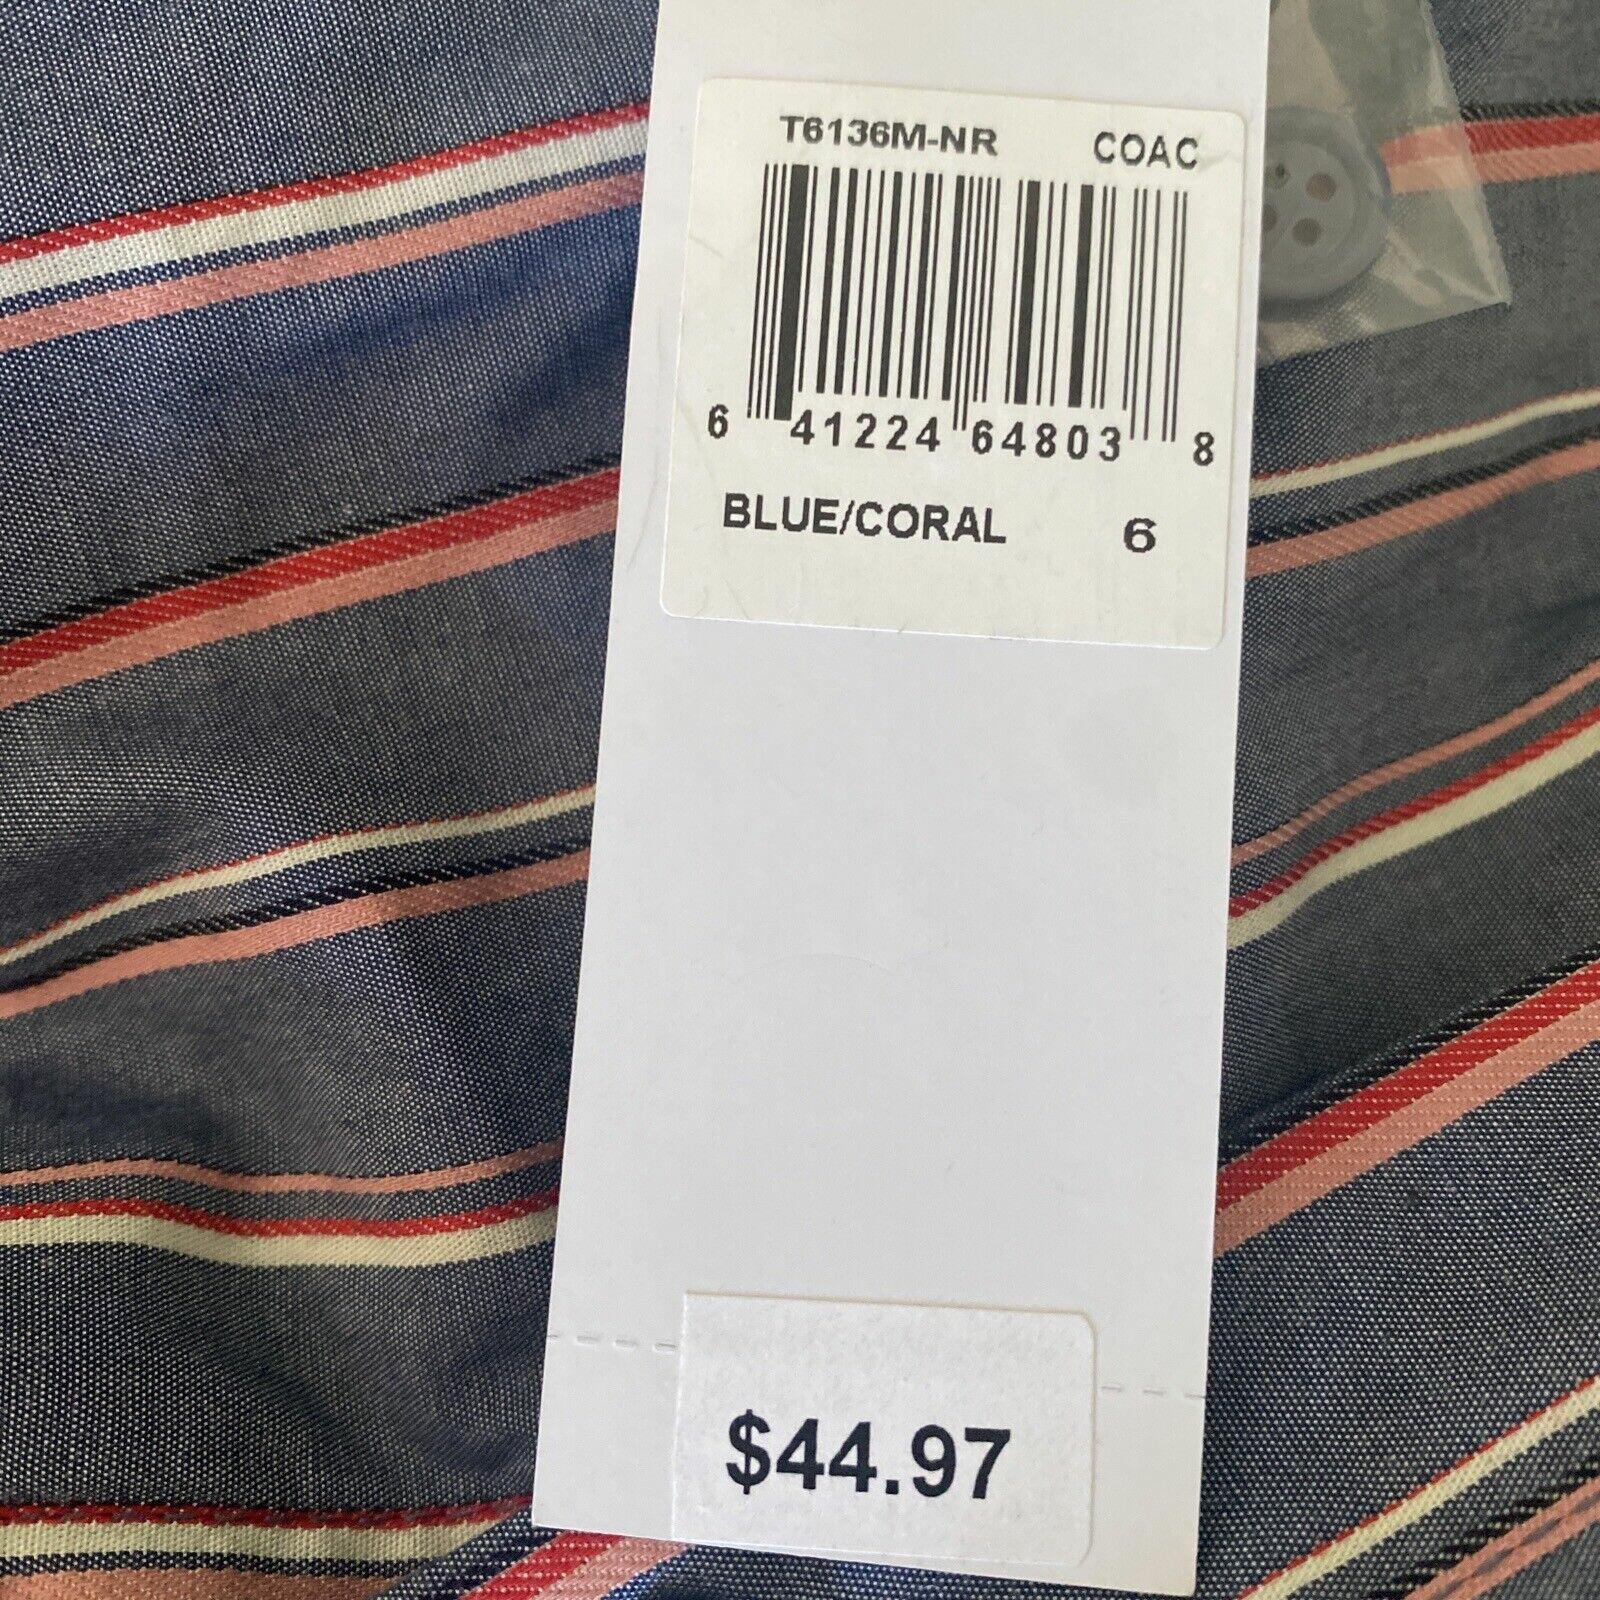 T6136M-NR COAC
6 41224 64803 8
BLUE/CORAL 6
$44.97